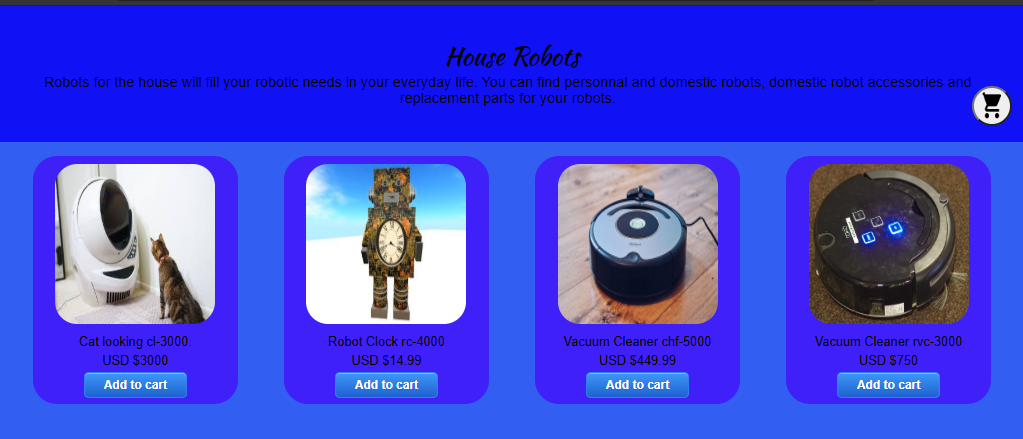 House Robots
Robots for the house will fill your robotic needs in your everyday life. You can find personnal and domestic robots, domestic robot accessories and
replacement parts for your robots.
Cat looking cl-3000.
USD $3000
Add to cart
Robot Clock rc-4000
USD $14.99
Add to cart
Vacuum Cleaner chf-5000
USD $449.99
Add to cart
Vacuum Cleaner rvc-3000
USD $750
Add to cart